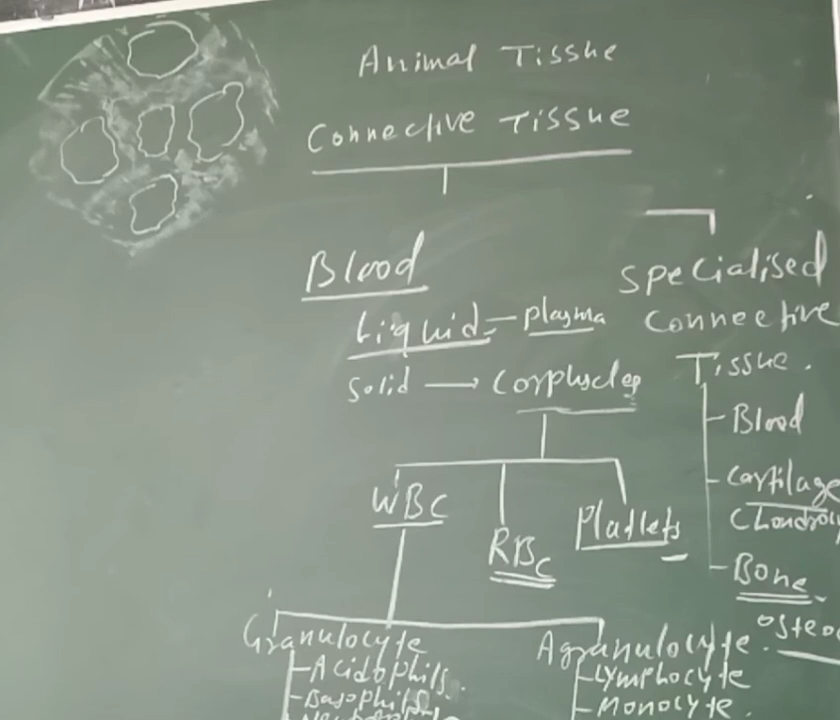 Animal Tissue
Connective Tissue
Blood
Liquid - plasma
Solid → Corpuscles
WBC
RBC
Platlets
Granulocyte
Acidophils.
Basophils
Agranulocyte.
Lymphocyte
Monocyte.
Specialised
Connective
Tissue.
Blood
Cartilage
Bone